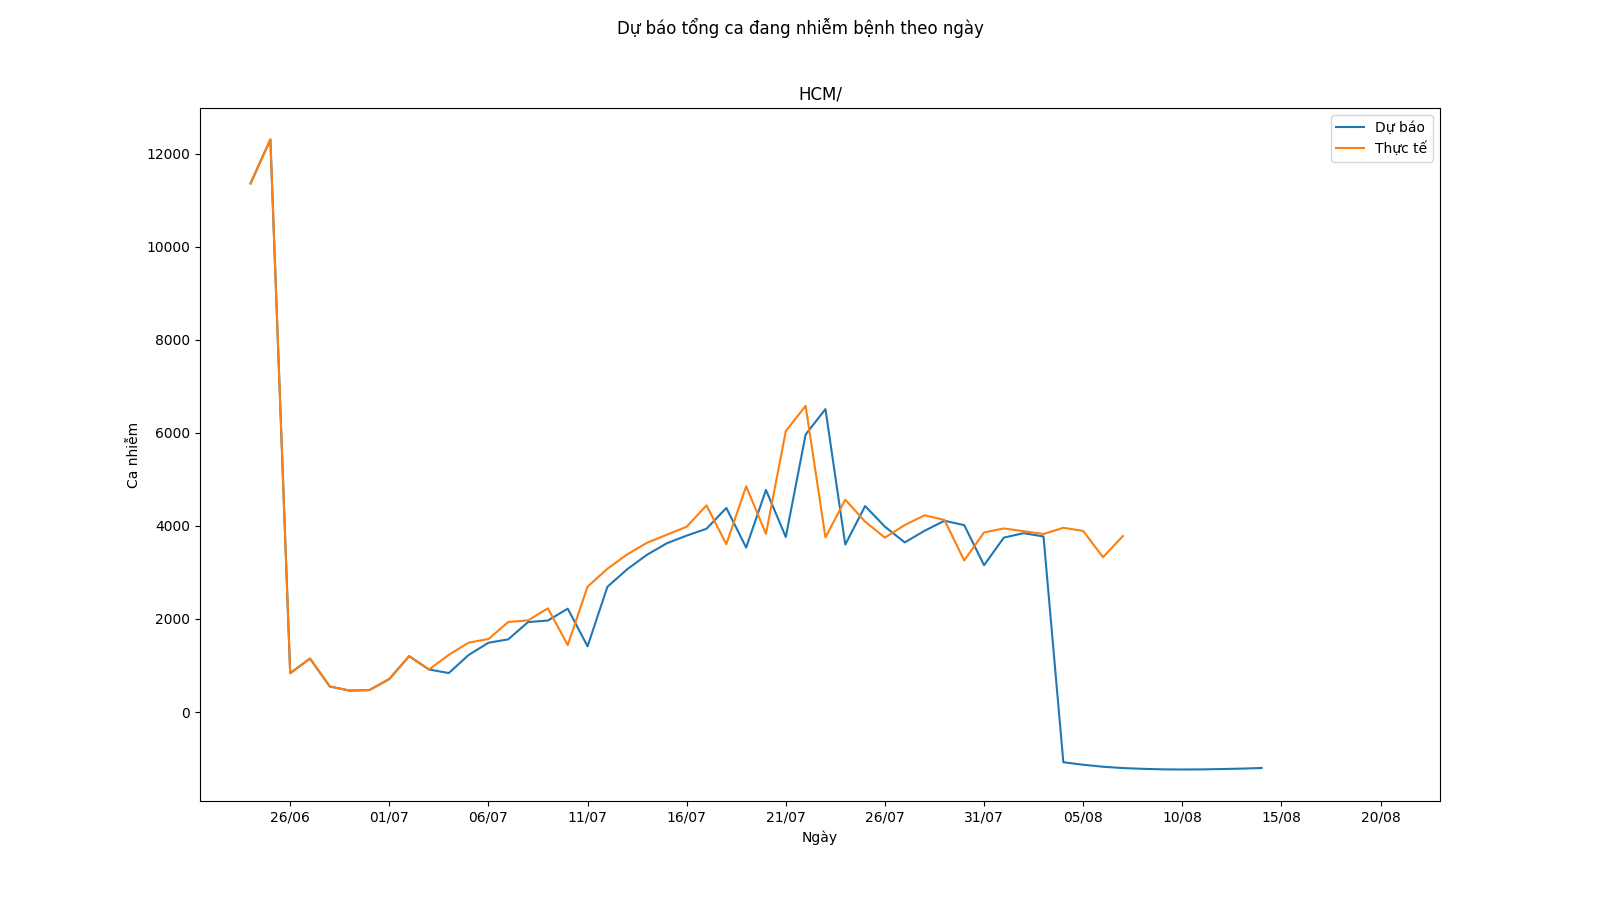 Dự báo tổng ca đang nhiễm bệnh theo ngày
HCM/
Dự báo
Thực tế
12000
10000
8000
6000
4000
2000
0
Ca nhiễm
26/06 01/07 06/07 11/07 16/07 21/07 26/07 31/07 05/08 10/08 15/08 20/08
Ngày